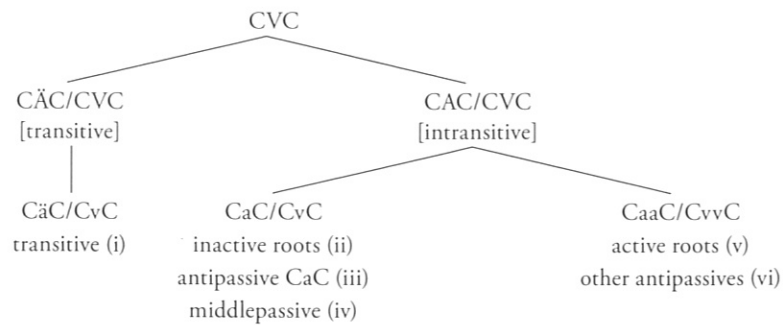 CVC
CÄC/CVC CAC/CVC
[transitive] [intransitive]
CäC/CvC CaC/CvC CaaC/CvvC
transitive (i) inactive roots (ii) active roots (v)
antipassive CaC (iii) other antipassives (vi)
middlepassive (iv)